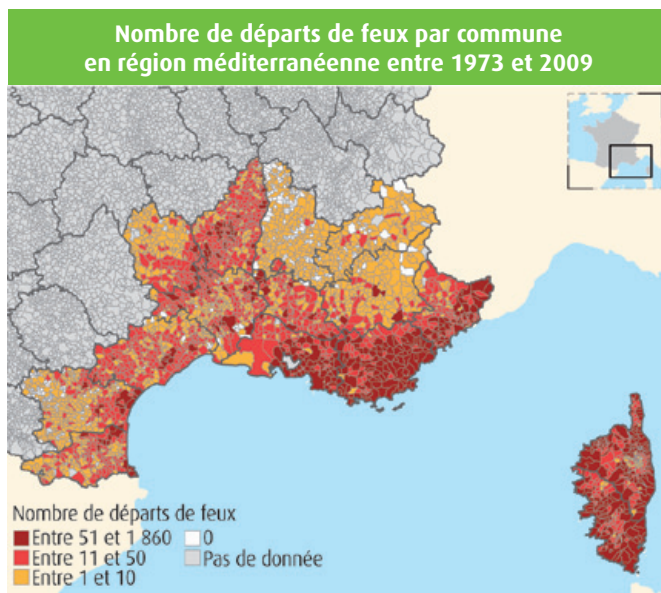 Nombre de départs de feux par commune
en région méditerranéenne entre 1973 et 2009
Nombre de départs de feux
Entre 51 et 1 860
0
Entre 11 et 50
Pas de donnée
Entre 1 et 10